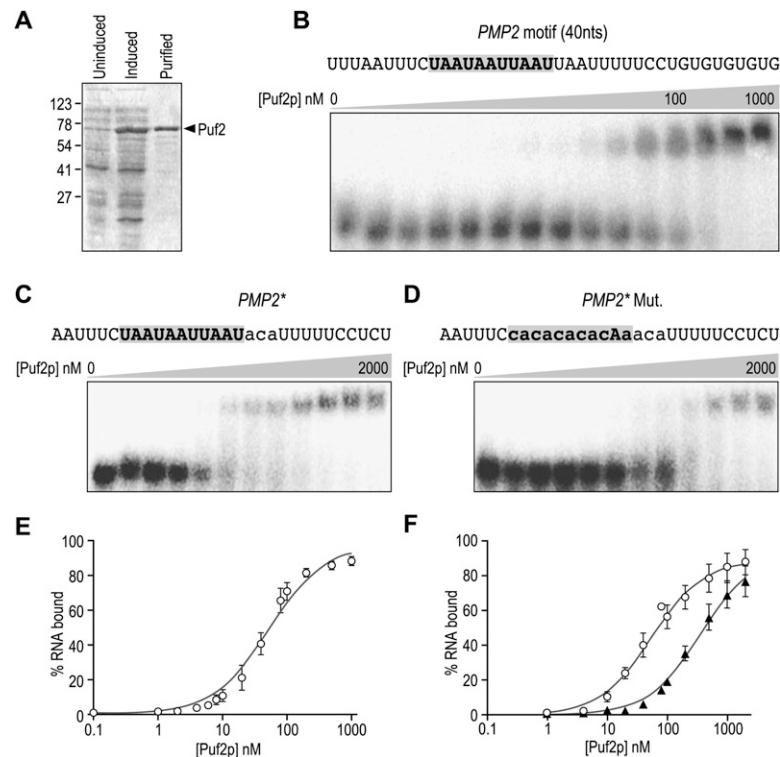 A
Uninduced
Induced
Purified
123
78
54
41
27
Puf2
B
PMP2 motif (40nts)
UUUAAUUUCUAAUAAUUAAUUAAUUUUUCCUGUGUGUGUG
[Puf2p] nM 0 100 1000
C
PMP2*
AAUUUCUAAUAAUUAAUacaUUUUUCCUCU
[Puf2p] nM 0 2000
D
PMP2* Mut.
AAUUUCcacacacacAaacaUUUUUCCUCU
[Puf2p] nM 0 2000
E
100
80
60
40
20
0
% RNA bound
0.1 1 10 100 1000
[Puf2p] nM
F
100
80
60
40
20
0
% RNA bound
0.1 1 10 100 1000
[Puf2p] nM